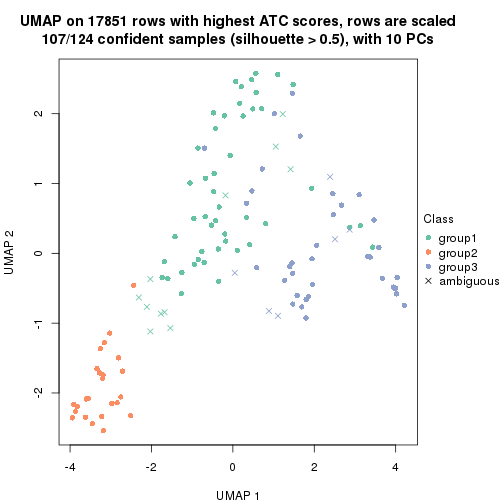 UMAP on 17851 rows with highest ATC scores, rows are scaled
107/124 confident samples (silhouette > 0.5), with 10 PCs
UMAP 2
2
1
0
-1
-2
-4
-2
0
2
4
UMAP 1
Class
group1
group2
group3
ambiguous